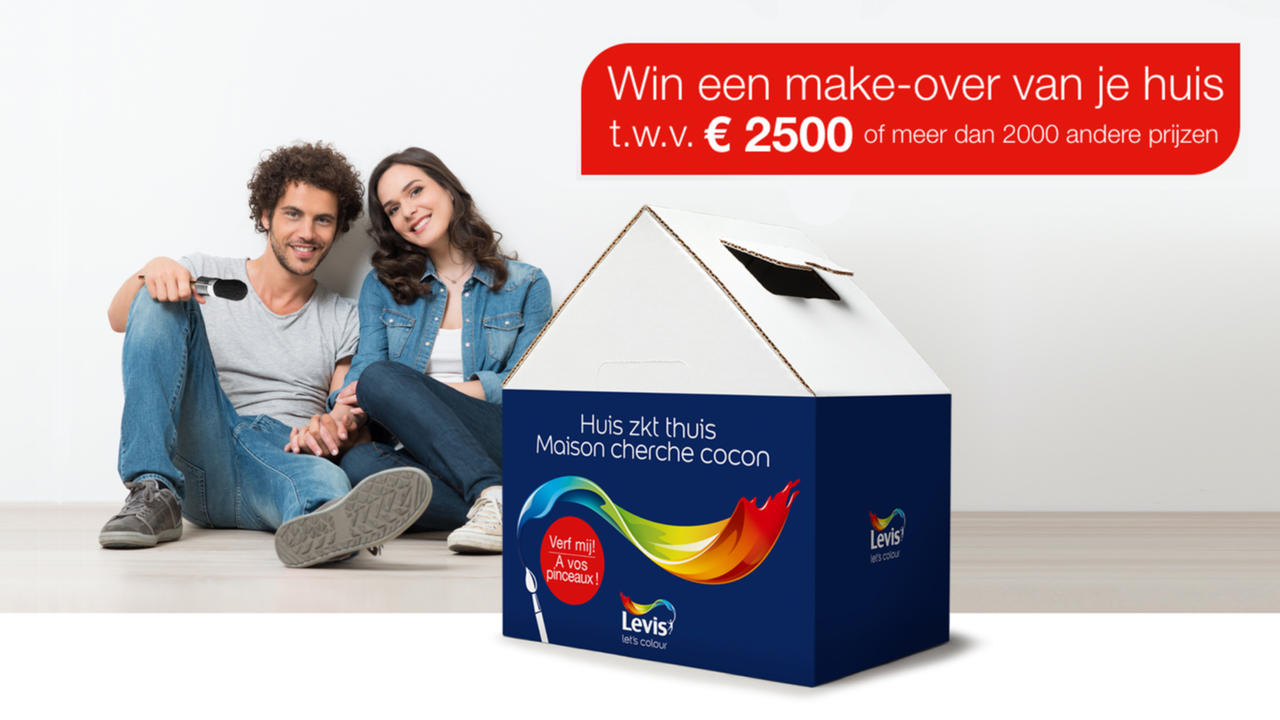 Win een make-over van je huis
t.w.v. € 2500 of meer dan 2000 andere prijzen
Huis zkt thuis
Maison cherche cocon
Verf mij!
À vos
pinceaux !
Levis
let's colour
Levis
let's colour